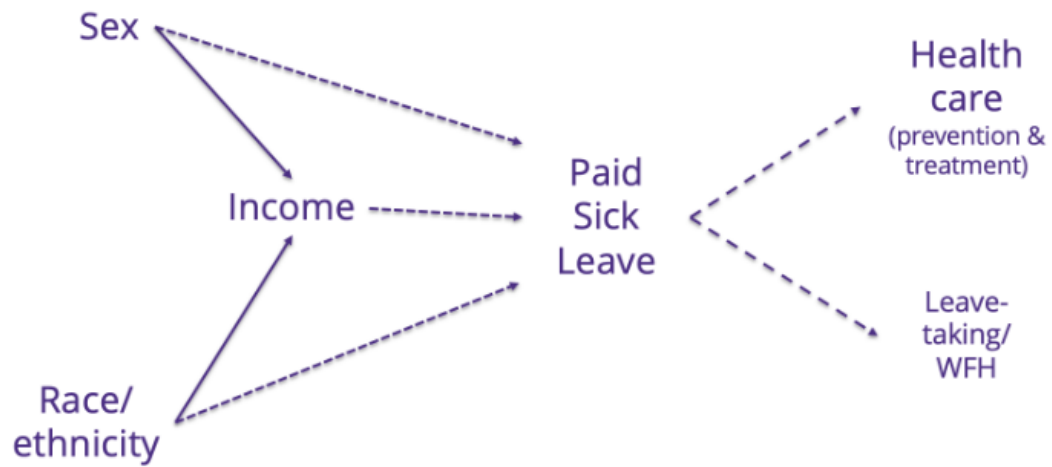 Sex
Income
Race/
ethnicity
Paid
Sick
Leave
Health
care
(prevention &
treatment)
Leave-
taking/
WFH